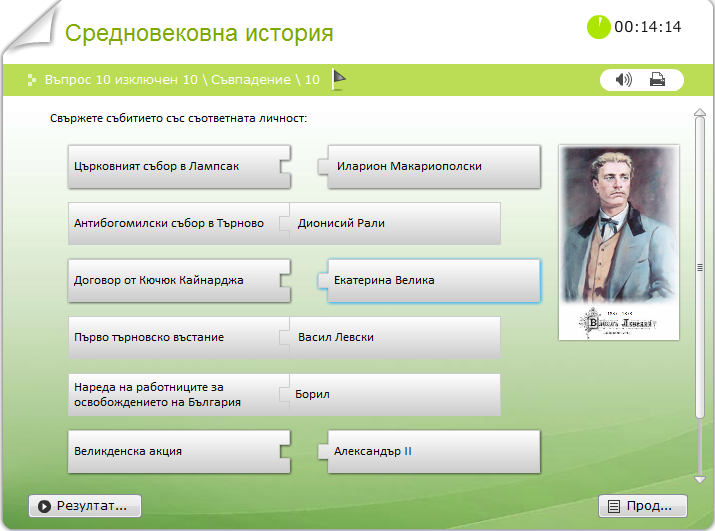 Средновековна история
00:14:14
Въпрос 10 изключен 10 \ Съвпадение \ 10
Свържете събитието със съответната личност:
Църковният събор в Лампсак
Иларион Макариополски
Антибогомилски събор в Търново
Дионисий Рали
Договор от Кючюк Кайнарджа
Екатерина Велика
Първо търновско въстание
Васил Левски
Нареда на работниците за
освобождението на България
Борил
Великденска акция
Александър II
Резултат...
Прод...